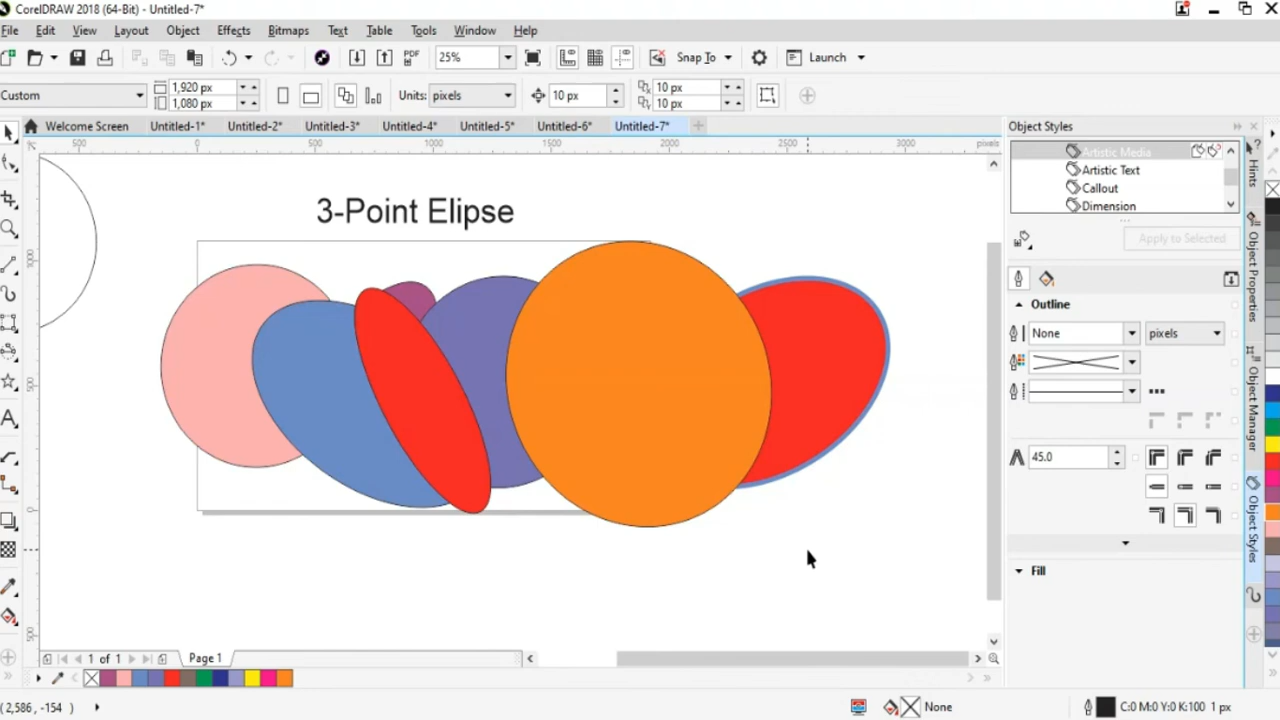 CorelDRAW 2018 (64-Bit) - Untitled-7*
File Edit View Layout Object Effects Bitmaps Text Table Tools Window Help
PDF 25% Snap To Launch
Custom 1,920 px 1,080 px Units: pixels 10 px 10 px 10 px
Welcome Screen Untitled-1* Untitled-2* Untitled-3* Untitled-4* Untitled-5* Untitled-6* Untitled-7*
500 0 500 1000 1500 2000 2500 3000 pixels
3-Point Elipse
Object Styles
Artistic Media
Artistic Text
Callout
Dimension
Apply to Selected
Outline
None pixels
45.0
Fill
Hints
Object Properties
Object Manager
Object Styles
1 of 1 Page 1
(2,586, -154 ) None C:0 M:0 Y:0 K:100 1 px